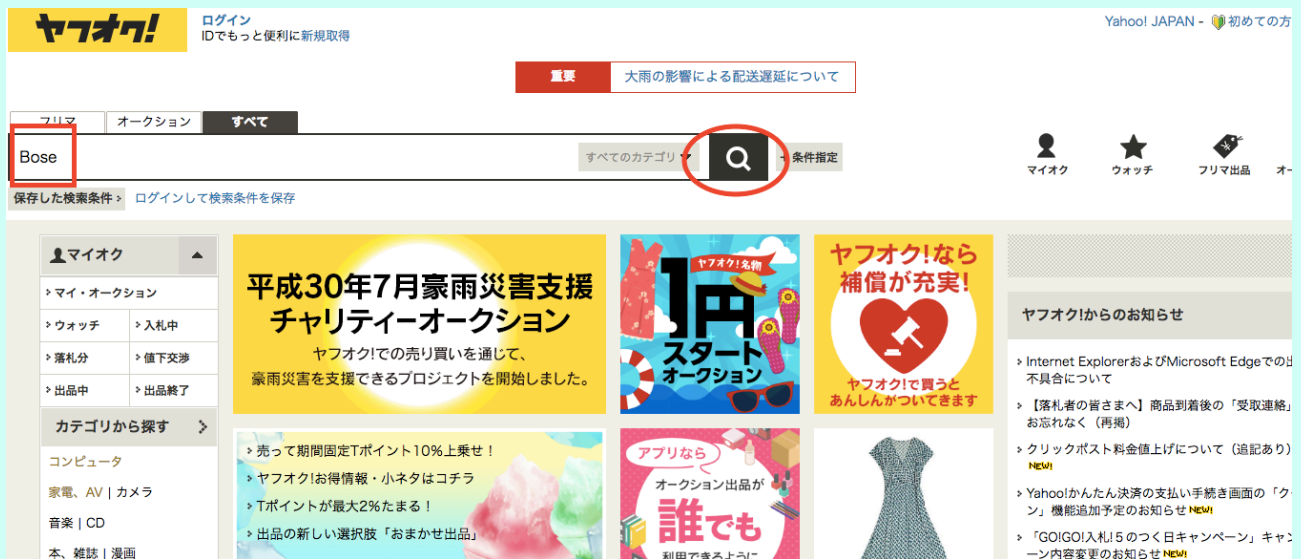 ヤフオク!
ログイン
IDでもっと便利に新規取得
Yahoo! JAPAN - 初めての方
重要 大雨の影響による配送遅延について
フリマ オークション すべて
Bose すべてのカテゴリ + 条件指定
マイオク ウォッチ フリマ出品 オー
保存した検索条件 ログインして検索条件を保存
マイオク
マイ・オークション
ウォッチ 入札中
落札分 値下交渉
出品中 出品終了
カテゴリから探す
コンピュータ
家電、AV | カメラ
音楽 | CD
本、雑誌 | 漫画
平成30年7月豪雨災害支援
チャリティーオークション
ヤフオク!での売り買いを通じて、
豪雨災害を支援できるプロジェクトを開始しました。
売って期間固定Tポイント10%上乗せ!
ヤフオク!お得情報・小ネタはコチラ
Tポイントが最大2%たまる!
出品の新しい選択肢「おまかせ出品」
ヤフオク!名物
1円
スタート
オークション
アプリなら
オークション出品が
誰でも
利用できるように
ヤフオク!なら
補償が充実!
ヤフオク!で買うと
あんしんがついてきます
ヤフオク!からのお知らせ
Internet ExplorerおよびMicrosoft Edgeでの出
不具合について
【落札者の皆さまへ】商品到着後の「受取連絡」
お忘れなく(再掲)
クリックポスト料金値上げについて(追記あり)
NEW!
Yahoo!かんたん決済の支払い手続き画面の「ク
ン」機能追加予定のお知らせ NEW!
「GO!GO!入札!5のつく日キャンペーン」キャン
ーン内容変更のお知らせ NEW!